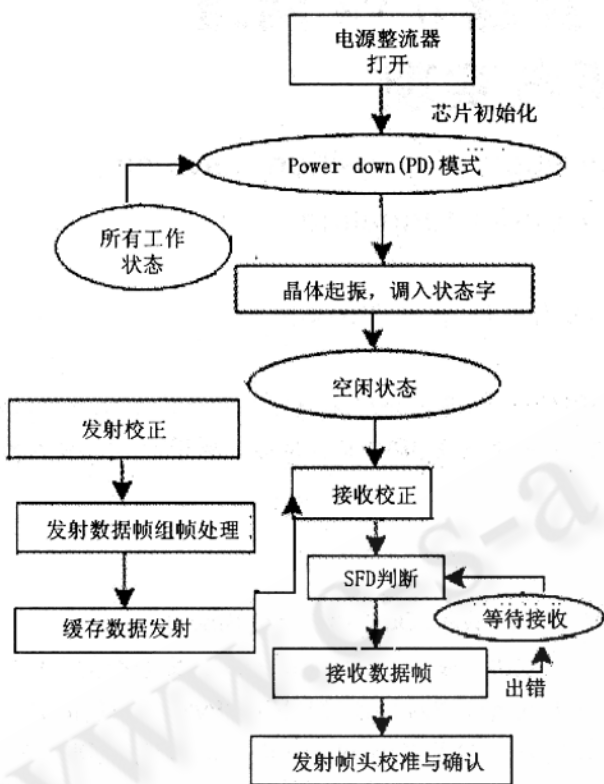 电源整流器
打开
芯片初始化
Power down(PD)模式
所有工作
状态
晶体起振，调入状态字
空闲状态
发射校正
接收校正
发射数据帧组帧处理
SFD判断
缓存数据发射
等待接收
接收数据帧
出错
发射帧头校准与确认
www.c-s-a